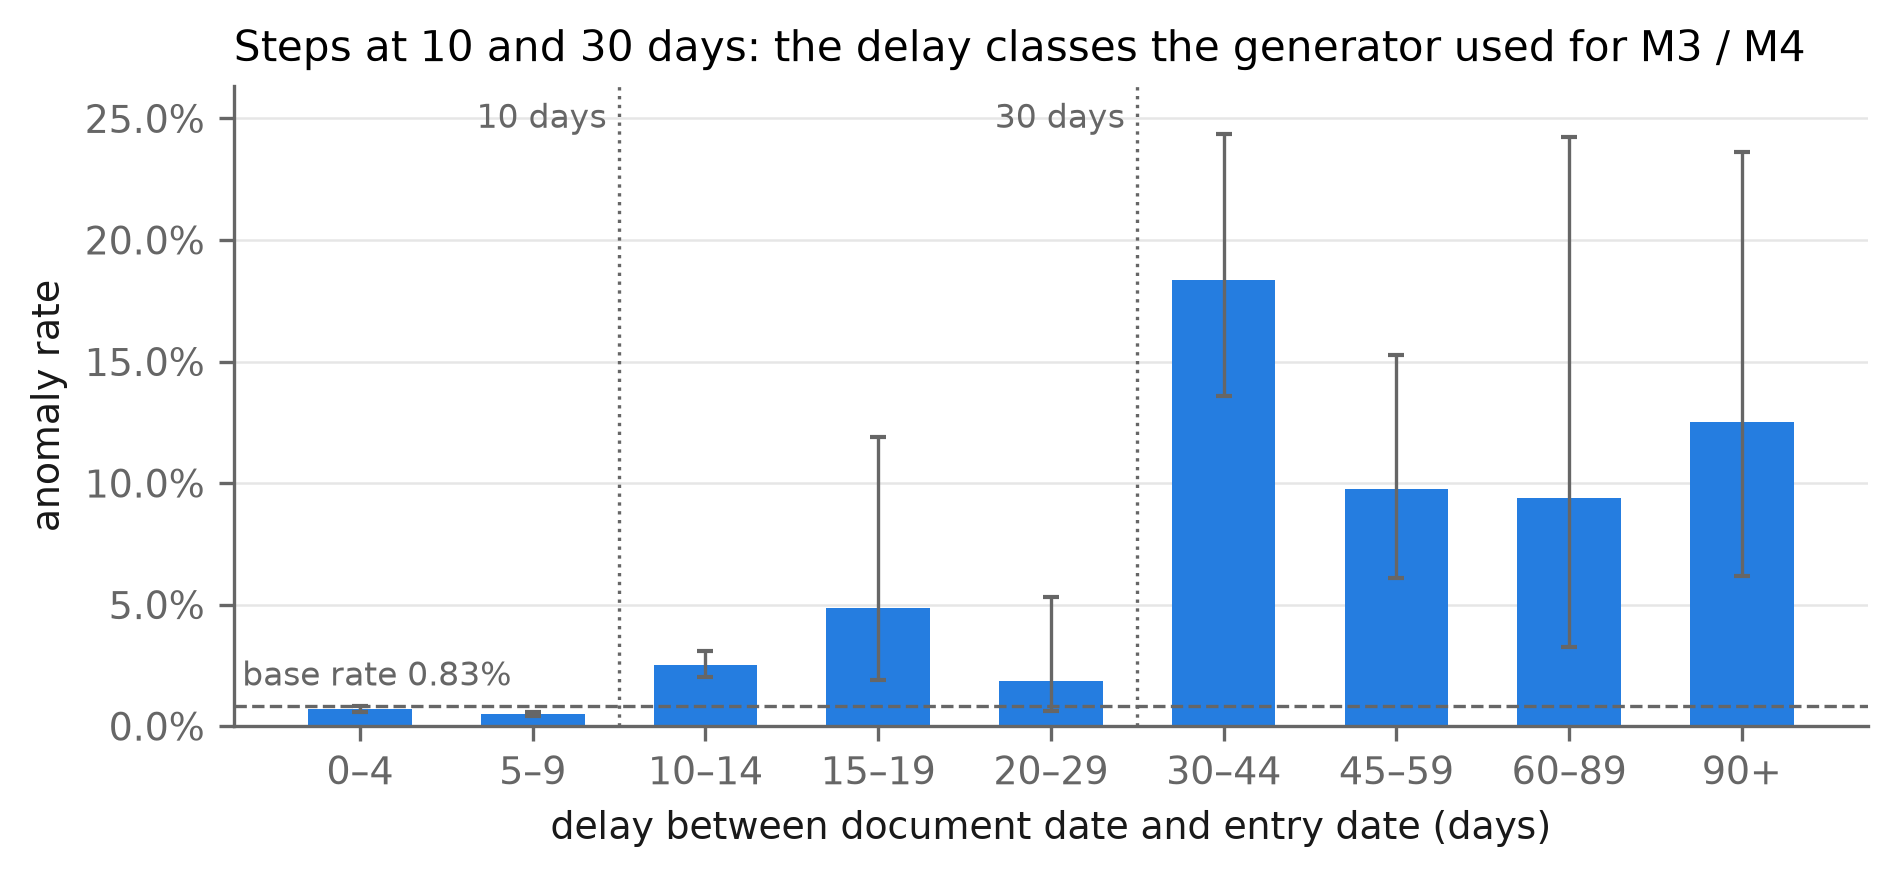 Steps at 10 and 30 days: the delay classes the generator used for M3 / M4
anomaly rate
25.0%
20.0%
15.0%
10.0%
5.0%
0.0%
10 days
30 days
base rate 0.83%
0–4 5–9 10–14 15–19 20–29 30–44 45–59 60–89 90+
delay between document date and entry date (days)